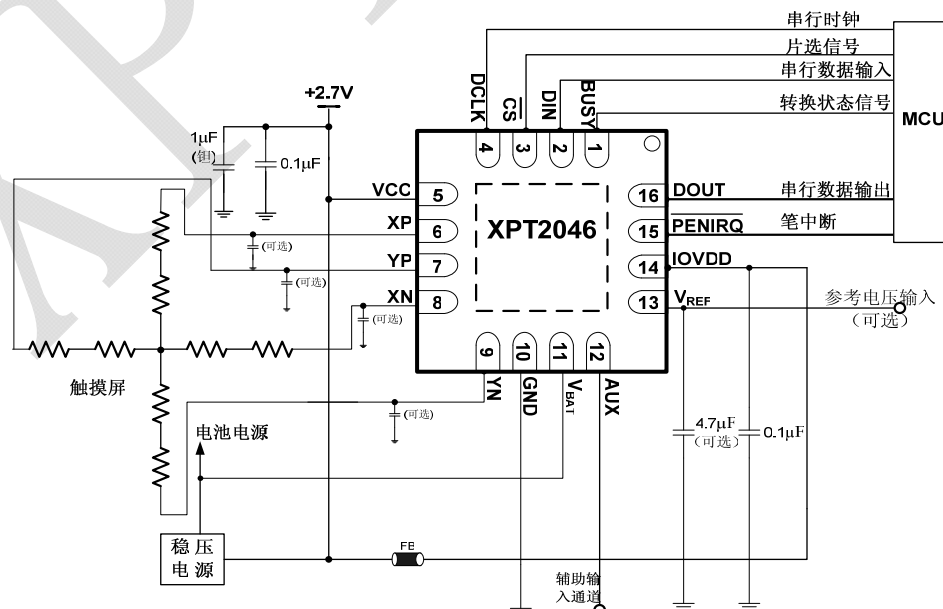 串行时钟
片选信号
串行数据输入
转换状态信号
MCU
+2.7V
DCLK
CS
DIN
BUSY
1μF
(钽)
0.1μF
4
3
2
1
VCC
5
XP
6
YP
7
XN
8
XPT2046
16
DOUT
串行数据输出
15
PENIRQ
笔中断
14
IOVDD
13
VREF
参考电压输入
（可选）
(可选)
(可选)
(可选)
9
10
11
12
YN
GND
VBAT
AUX
触摸屏
(可选)
电池电源
4.7μF
（可选）
0.1μF
稳压
电源
FB
辅助输
入通道